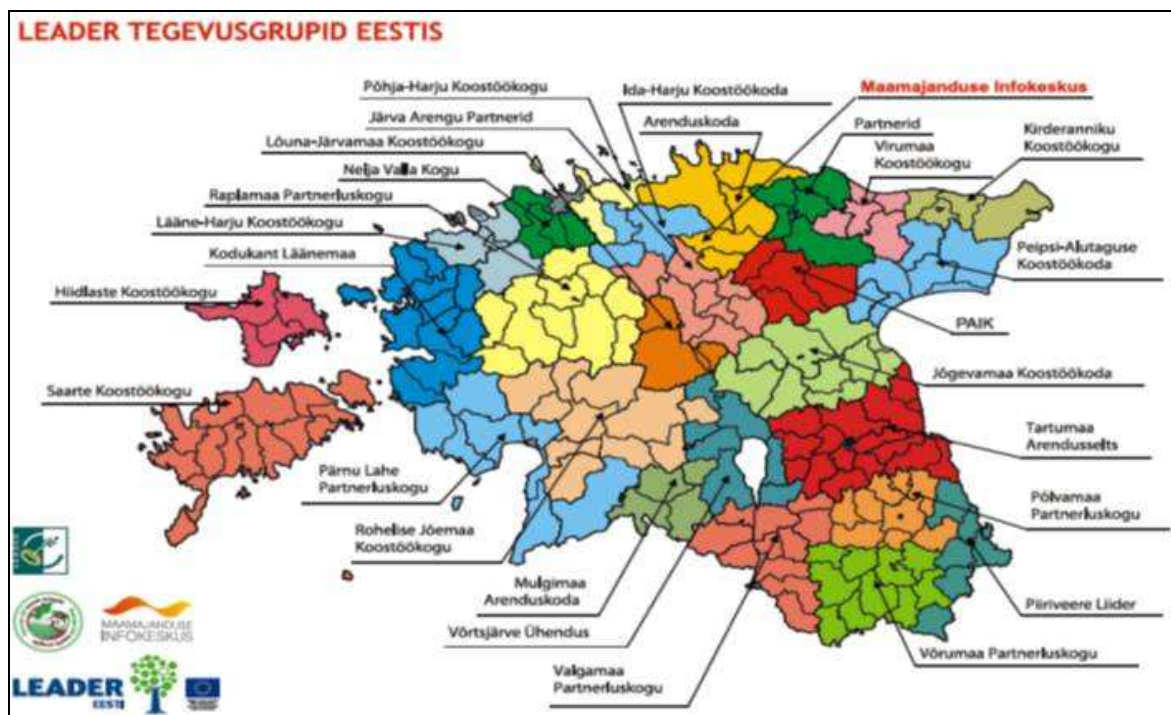 LEADER TEGEVUSGRUPID EESTIS
Põhja-Harju Koostöökogu
Ida-Harju Koostöökoda
Maamajanduse Infokeskus
Järva Arengu Partnerid
Arenduskoda
Partnerid
Kirderanniku
Koostöökogu
Lõuna-Järvamaa Koostöökogu
Virumaa
Koostöökogu
Nelja Valla Kogu
Raplamaa Partnerluskogu
Lääne-Harju Koostöökogu
Kodukant Läänemaa
Peipsi-Alutaguse
Koostöökoda
Hiidlaste Koostöökogu
PAIK
Jõgevamaa Koostöökoda
Saarte Koostöökogu
Tartumaa
Arendusselts
Pärnu Lahe
Partnerluskogu
Põlvamaa
Partnerluskogu
Rohelise Jõemaa
Koostöökogu
Mulgimaa
Arenduskoda
Piiriveere Liider
Võrtsjärve Ühendus
Võrumaa Partnerluskogu
Valgamaa
Partnerluskogu
MAAMAJANDUSE
INFOKESKUS
LEADER
EESTI